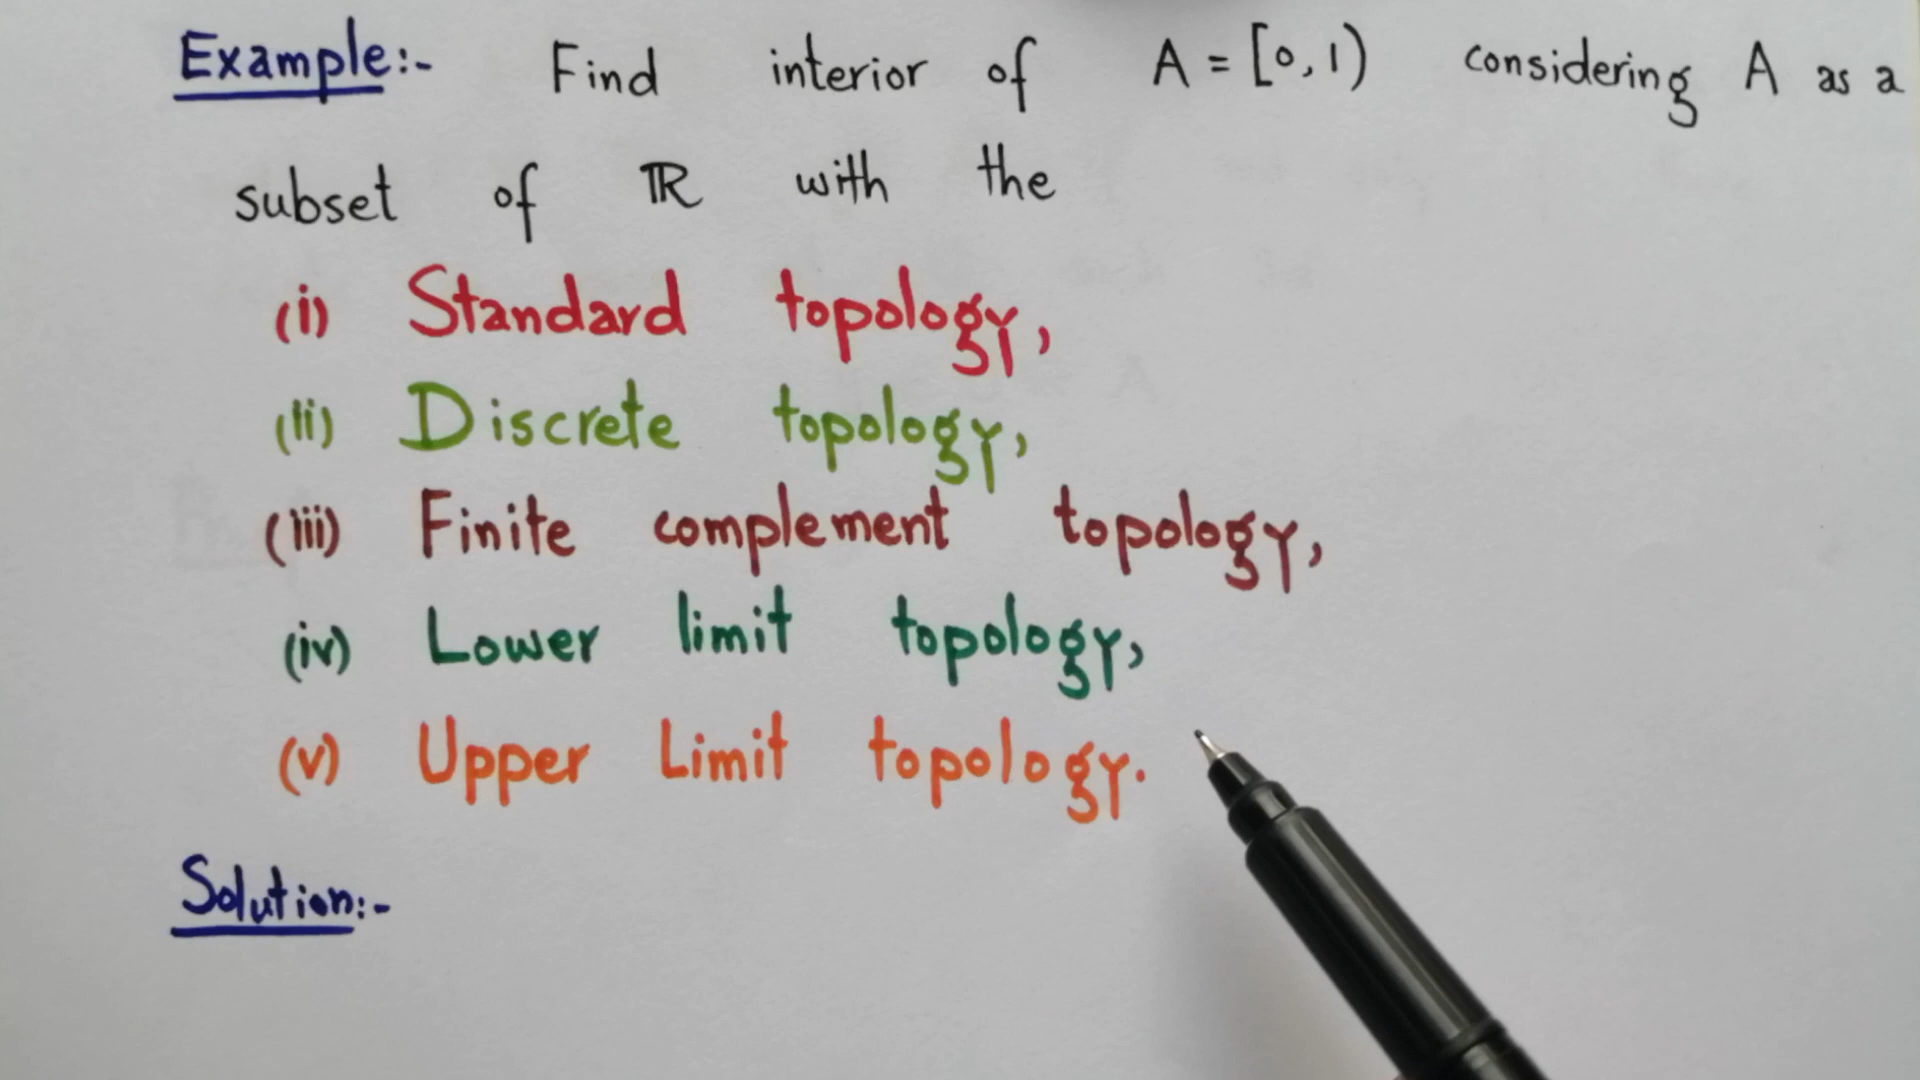 Example:- Find interior of A = [0, 1) considering A as a
subset of ℝ with the
(i) Standard topology,
(ii) Discrete topology,
(iii) Finite complement topology,
(iv) Lower limit topology,
(v) Upper Limit topology.
Solution:-